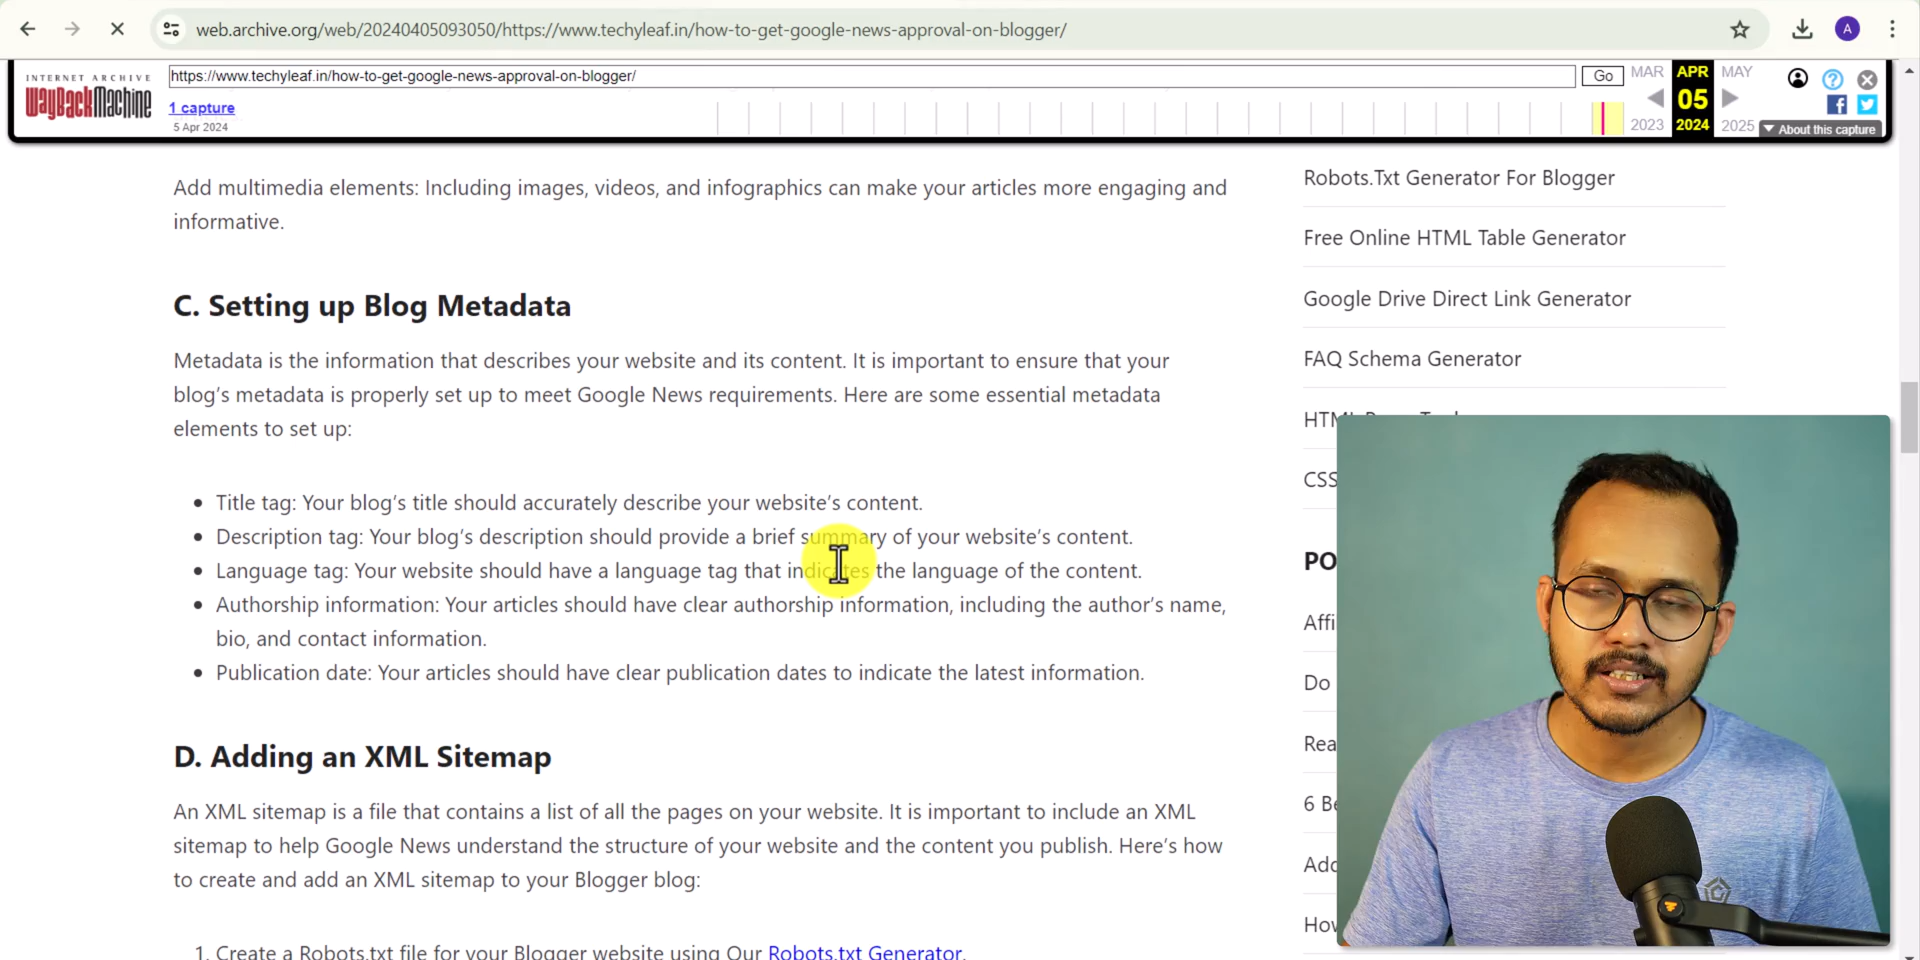 web.archive.org/web/20240405093050/https://www.techyleaf.in/how-to-get-google-news-approval-on-blogger/
A
INTERNET ARCHIVE
WayBackMachine
https://www.techyleaf.in/how-to-get-google-news-approval-on-blogger/
Go
MAR
APR
MAY
1 capture
05
5 Apr 2024
2023
2024
2025
About this capture
Add multimedia elements: Including images, videos, and infographics can make your articles more engaging and
informative.
C. Setting up Blog Metadata
Metadata is the information that describes your website and its content. It is important to ensure that your
blog’s metadata is properly set up to meet Google News requirements. Here are some essential metadata
elements to set up:
• Title tag: Your blog’s title should accurately describe your website’s content.
• Description tag: Your blog’s description should provide a brief summary of your website’s content.
• Language tag: Your website should have a language tag that indicates the language of the content.
• Authorship information: Your articles should have clear authorship information, including the author’s name,
bio, and contact information.
• Publication date: Your articles should have clear publication dates to indicate the latest information.
D. Adding an XML Sitemap
An XML sitemap is a file that contains a list of all the pages on your website. It is important to include an XML
sitemap to help Google News understand the structure of your website and the content you publish. Here’s how
to create and add an XML sitemap to your Blogger blog:
1. Create a Robots.txt file for your Blogger website using Our Robots.txt Generator.
Robots.Txt Generator For Blogger
Free Online HTML Table Generator
Google Drive Direct Link Generator
FAQ Schema Generator
CSS
PO
Affi
Do
Rea
6 Be
Add
How